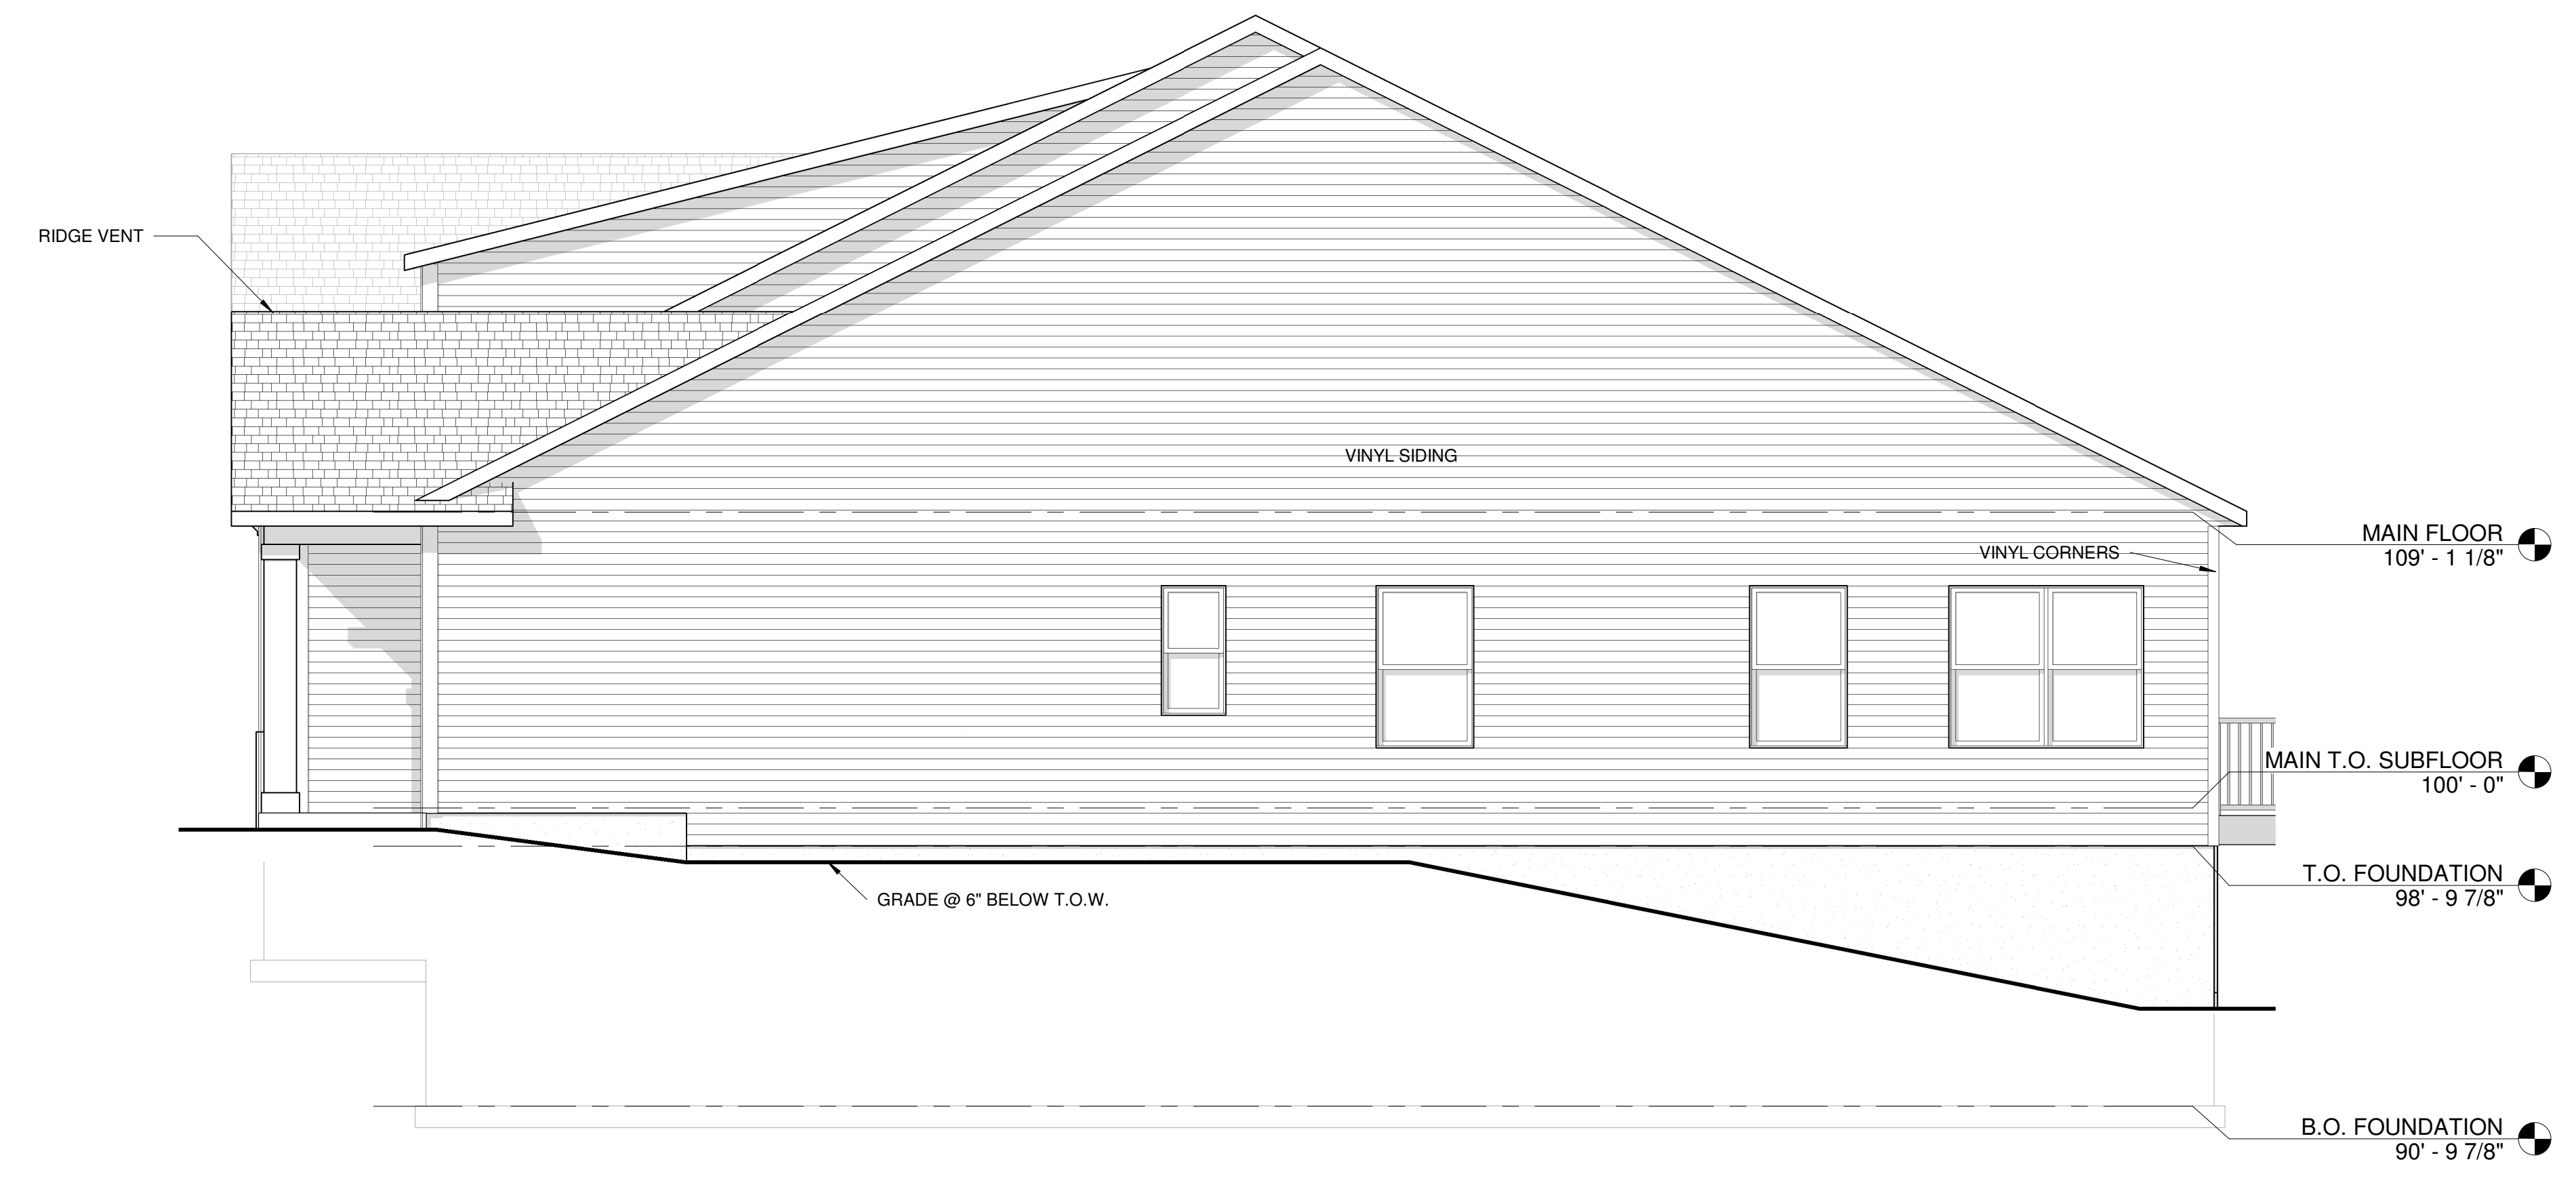 RIDGE VENT
VINYL SIDING
MAIN FLOOR
109' - 1 1/8"
VINYL CORNERS
MAIN T.O. SUBFLOOR
100' - 0"
T.O. FOUNDATION
98' - 9 7/8"
GRADE @ 6" BELOW T.O.W.
B.O. FOUNDATION
90' - 9 7/8"